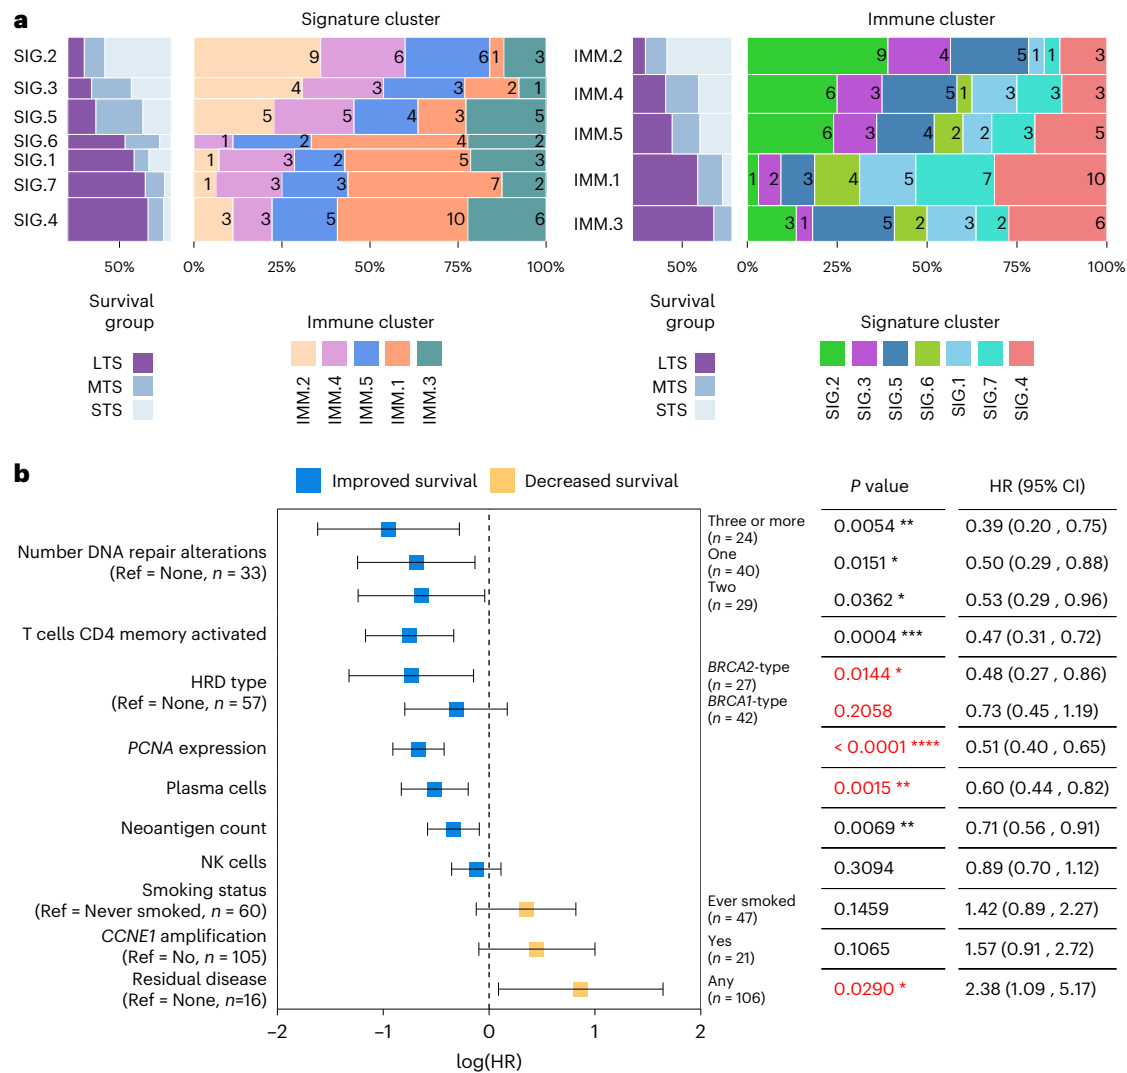 a
Signature cluster
SIG.2
9 6 6 1 3
SIG.3
4 3 3 2 1
SIG.5
5 5 4 3 5
SIG.6
1 2 4 2
SIG.1
1 3 2 5 3
SIG.7
1 3 3 7 2
SIG.4
3 3 5 10 6
50%
0% 25% 50% 75% 100%
Survival
group
LTS
MTS
STS
Immune cluster
IMM.2
IMM.4
IMM.5
IMM.1
IMM.3
Immune cluster
IMM.2
9 4 5 1 1 3
IMM.4
6 3 5 1 3 3 3
IMM.5
6 3 4 2 2 3 5
IMM.1
1 2 3 4 5 7 10
IMM.3
3 1 5 2 3 2 6
50%
0% 25% 50% 75% 100%
Survival
group
LTS
MTS
STS
Signature cluster
SIG.2
SIG.3
SIG.5
SIG.6
SIG.1
SIG.7
SIG.4
b
Improved survival Decreased survival
P value HR (95% CI)
Number DNA repair alterations
(Ref = None, n = 33)
Three or more
(n = 24)
0.0054 ** 0.39 (0.20 , 0.75)
One
(n = 40)
0.0151 * 0.50 (0.29 , 0.88)
Two
(n = 29)
0.0362 * 0.53 (0.29 , 0.96)
T cells CD4 memory activated
0.0004 *** 0.47 (0.31 , 0.72)
HRD type
(Ref = None, n = 57)
BRCA2-type
(n = 27)
0.0144 * 0.48 (0.27 , 0.86)
BRCA1-type
(n = 42)
0.2058 0.73 (0.45 , 1.19)
PCNA expression
< 0.0001 **** 0.51 (0.40 , 0.65)
Plasma cells
0.0015 ** 0.60 (0.44 , 0.82)
Neoantigen count
0.0069 ** 0.71 (0.56 , 0.91)
NK cells
0.3094 0.89 (0.70 , 1.12)
Smoking status
(Ref = Never smoked, n = 60)
Ever smoked
(n = 47)
0.1459 1.42 (0.89 , 2.27)
CCNE1 amplification
(Ref = No, n = 105)
Yes
(n = 21)
0.1065 1.57 (0.91 , 2.72)
Residual disease
(Ref = None, n=16)
Any
(n = 106)
0.0290 * 2.38 (1.09 , 5.17)
−2 −1 0 1 2
log(HR)